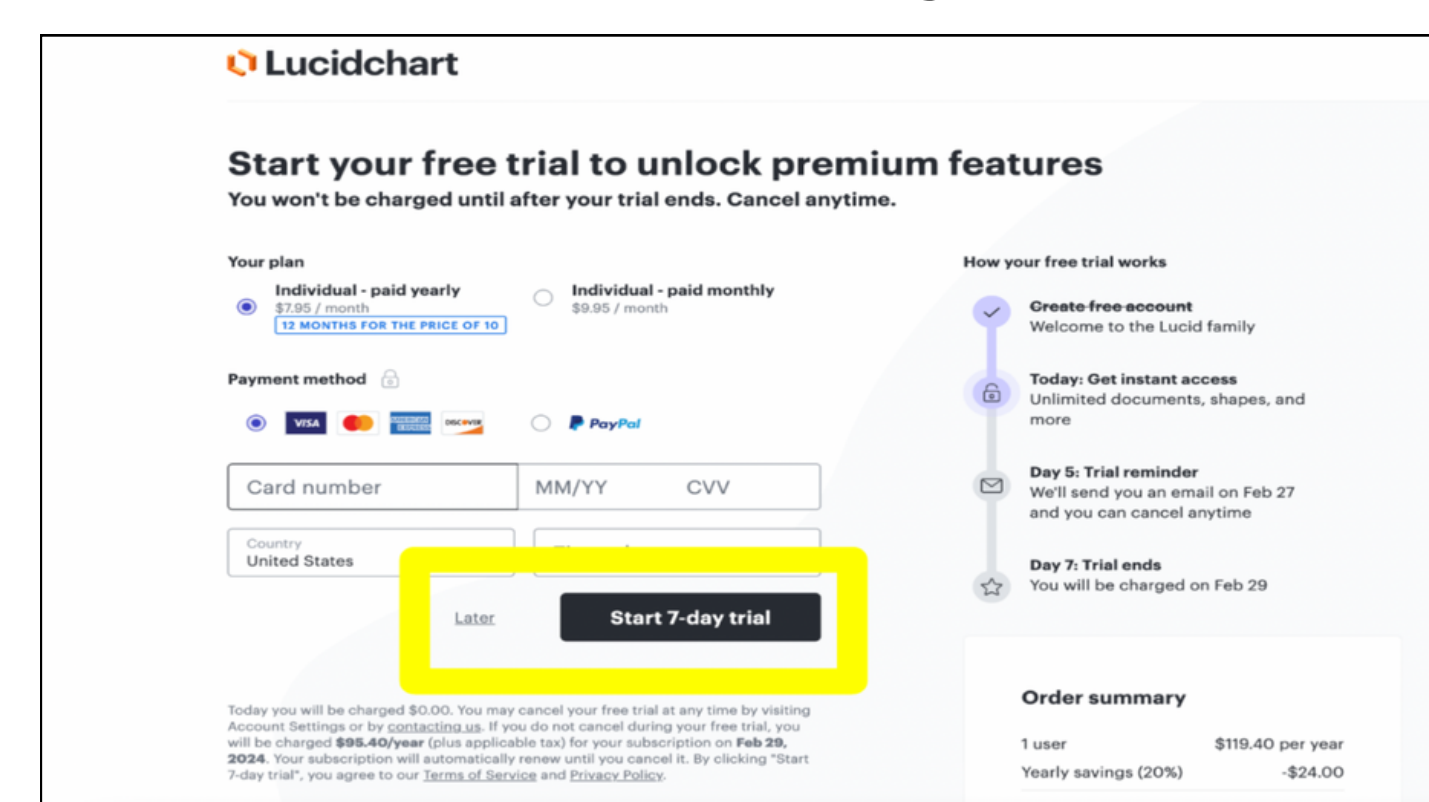 Lucidchart
Start your free trial to unlock premium features
You won't be charged until after your trial ends. Cancel anytime.
Your plan
Individual - paid yearly
$7.95 / month
12 MONTHS FOR THE PRICE OF 10
Individual - paid monthly
$9.95 / month
Payment method
VISA
AMERICAN EXPRESS
DISCOVER
PayPal
Card number
MM/YY
CVV
Country
United States
Later
Start 7-day trial
Today you will be charged $0.00. You may cancel your free trial at any time by visiting
Account Settings or by contacting us. If you do not cancel during your free trial, you
will be charged $95.40/year (plus applicable tax) for your subscription on Feb 29,
2024. Your subscription will automatically renew until you cancel it. By clicking "Start
7-day trial", you agree to our Terms of Service and Privacy Policy.
How your free trial works
Create free account
Welcome to the Lucid family
Today: Get instant access
Unlimited documents, shapes, and
more
Day 5: Trial reminder
We'll send you an email on Feb 27
and you can cancel anytime
Day 7: Trial ends
You will be charged on Feb 29
Order summary
1 user $119.40 per year
Yearly savings (20%) -$24.00